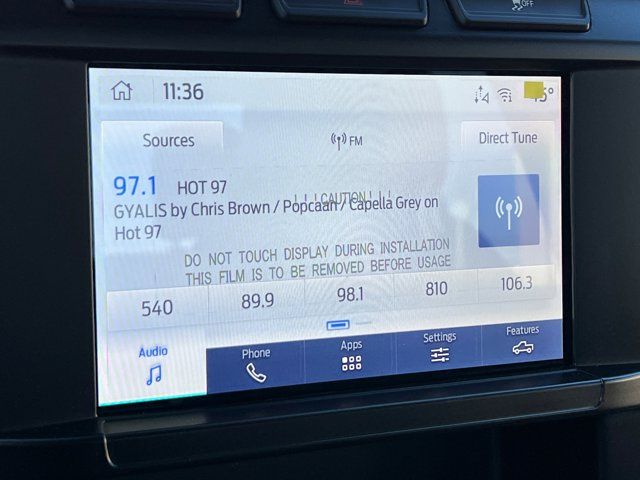 OFF
11:36
Sources
FM
Direct Tune
97.1 HOT 97
! ! ! CAUTION ! ! !
GYALIS by Chris Brown / Popcaan / Capella Grey on
Hot 97
DO NOT TOUCH DISPLAY DURING INSTALLATION
THIS FILM IS TO BE REMOVED BEFORE USAGE
540 89.9 98.1 810 106.3
Audio Phone Apps Settings Features